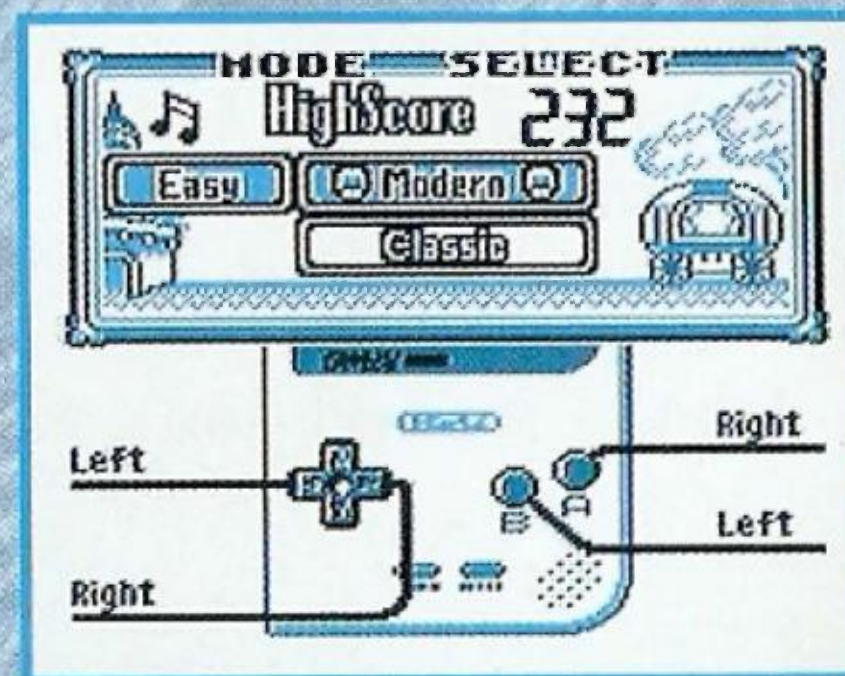 MODE SELECT
HighScore 232
Easy Modern
Classic
Right
Left
A
B
Left
Right